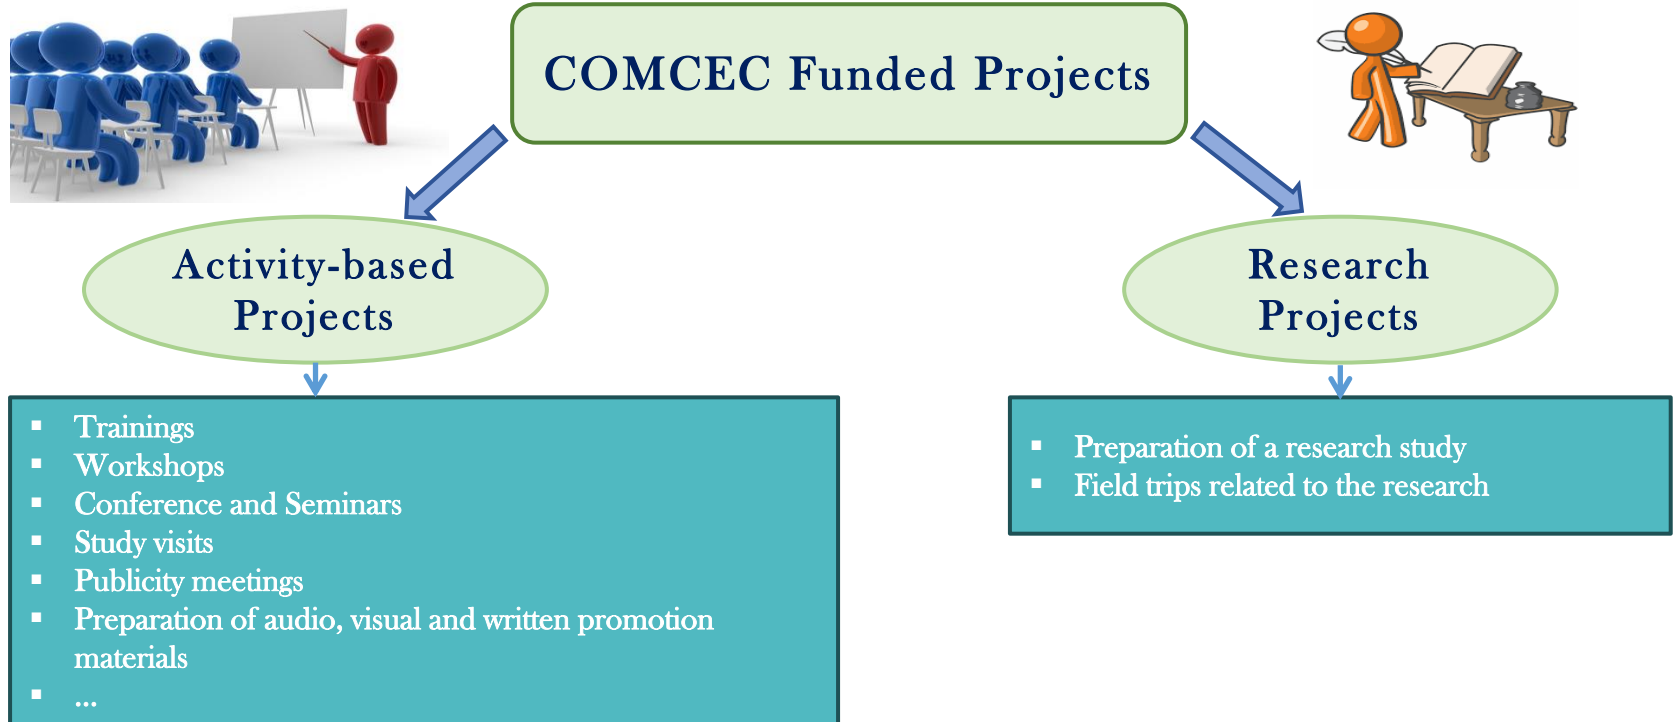 COMCEC Funded Projects
Activity-based
Projects
Research
Projects
▪ Trainings
▪ Workshops
▪ Conference and Seminars
▪ Study visits
▪ Publicity meetings
▪ Preparation of audio, visual and written promotion
materials
▪ ...
▪ Preparation of a research study
▪ Field trips related to the research